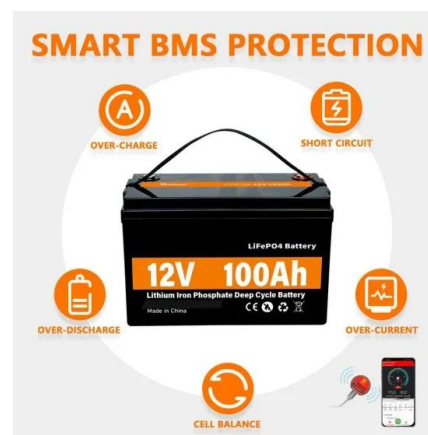 SMART BMS PROTECTION
A
OVER-CHARGE
SHORT CIRCUIT
LiFePO4 Battery
12V 100Ah
Lithium Iron Phosphate Deep Cycle Battery
Made in China
CE
OVER-DISCHARGE
OVER-CURRENT
CELL BALANCE